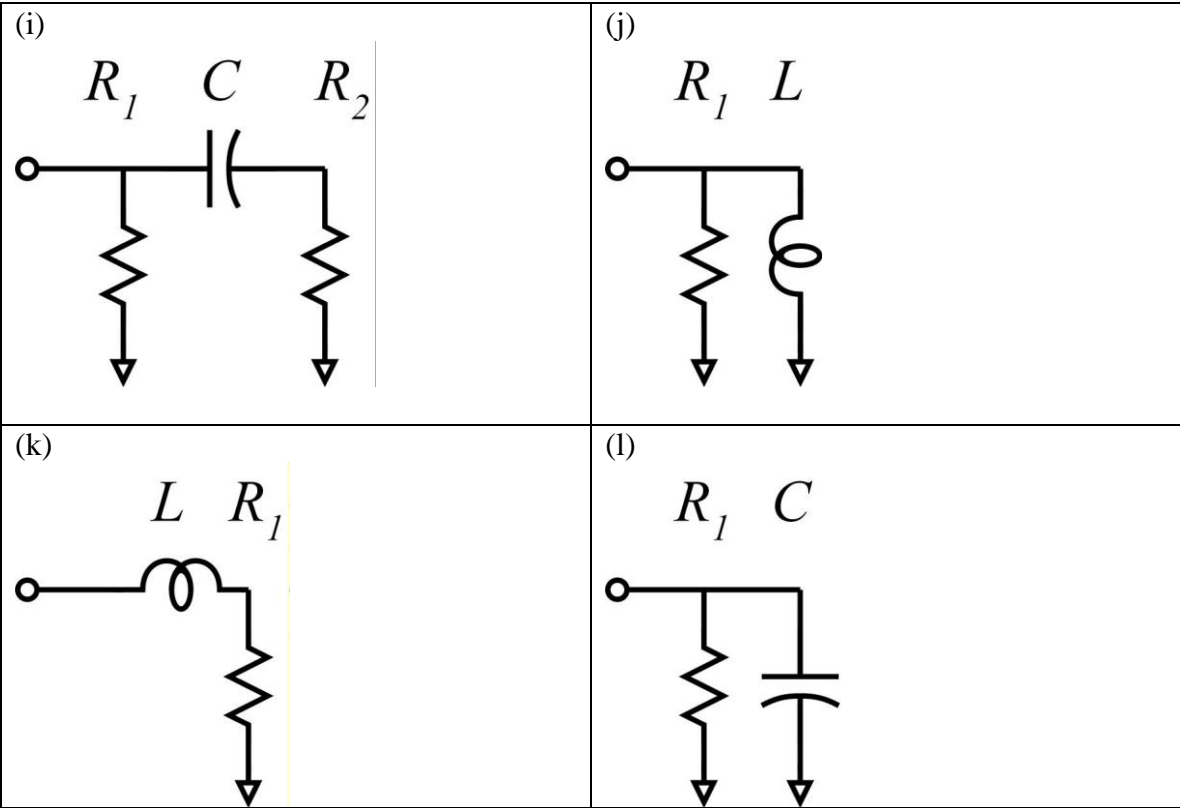 (i)
R₁ C R₂
(j)
R₁ L
(k)
L R₁
(l)
R₁ C